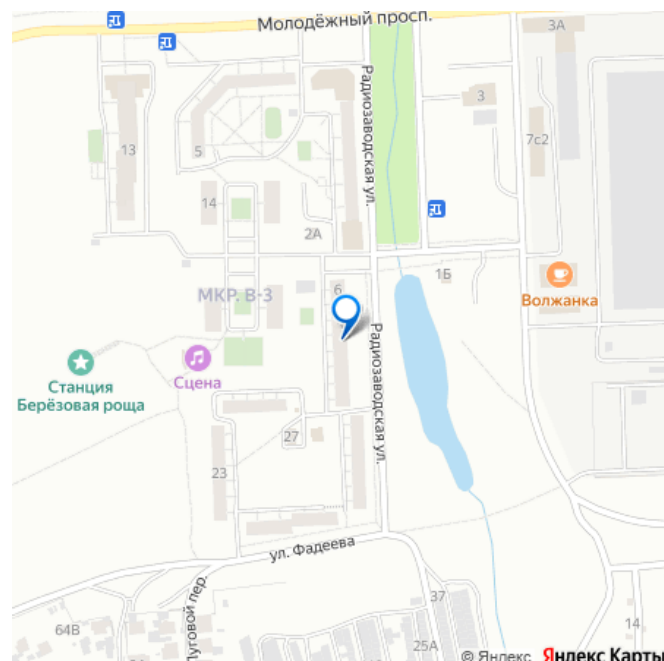 Молодёжный просп.
3А
3
7с2
13
5
Радиозаводская ул.
14
2А
1Б
МКР. В-3
6
Волжанка
Сцена
Станция
Берёзовая роща
Радиозаводская ул.
27
23
ул. Фадеева
Луговой пер.
37
64В
14
25А
© Яндекс Яндекс Карты